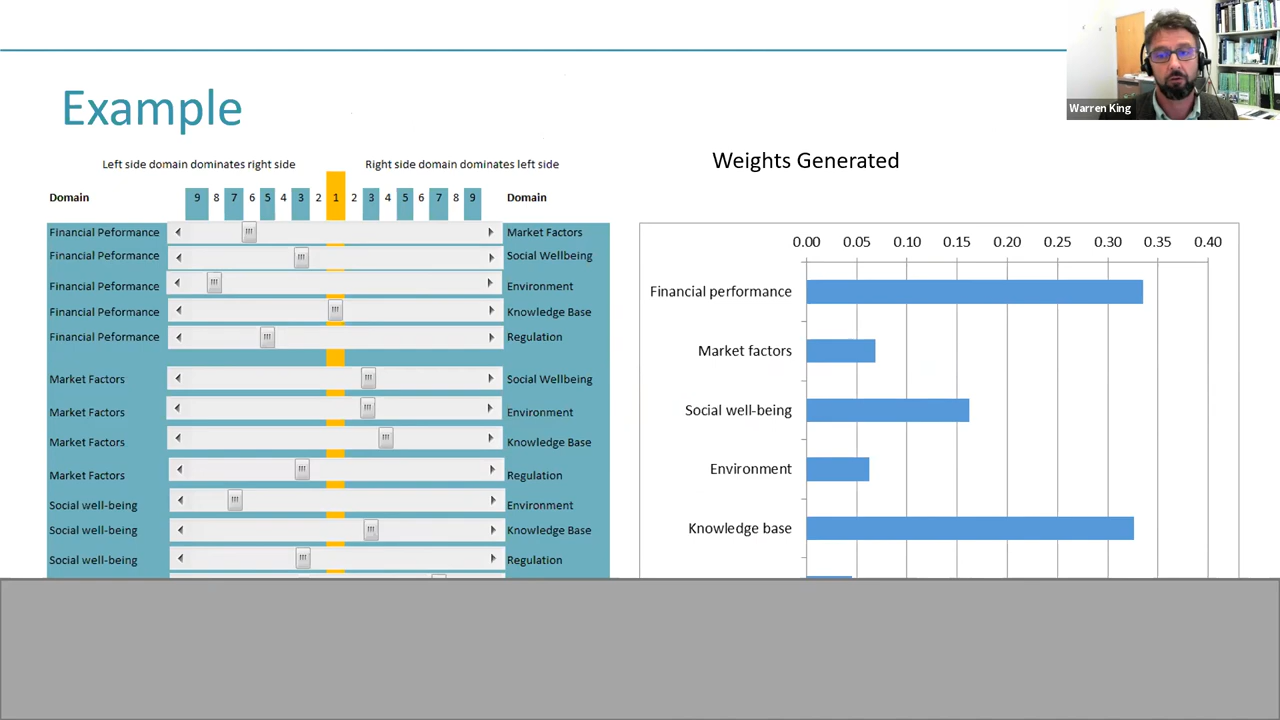 Warren King
Example
Left side domain dominates right side
Right side domain dominates left side
Domain 9 8 7 6 5 4 3 2 1 2 3 4 5 6 7 8 9 Domain
Financial Peformance Market Factors
Financial Peformance Social Wellbeing
Financial Peformance Environment
Financial Peformance Knowledge Base
Financial Peformance Regulation
Market Factors Social Wellbeing
Market Factors Environment
Market Factors Knowledge Base
Market Factors Regulation
Social well-being Environment
Social well-being Knowledge Base
Social well-being Regulation
Weights Generated
0.00 0.05 0.10 0.15 0.20 0.25 0.30 0.35 0.40
Financial performance
Market factors
Social well-being
Environment
Knowledge base